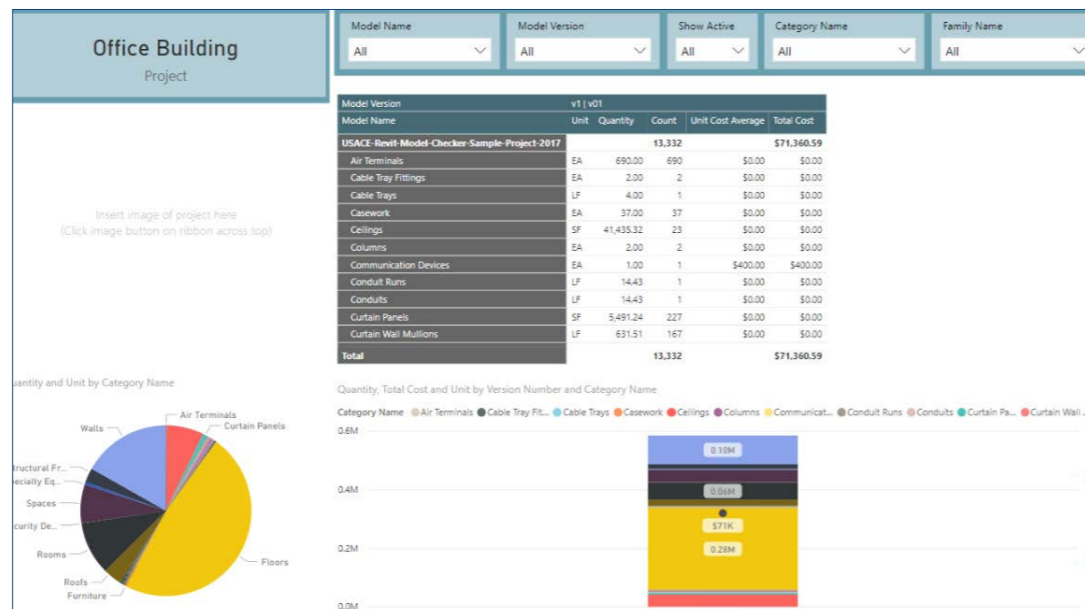 Office Building
Project
Model Name
All
Model Version
All
Show Active
All
Category Name
All
Family Name
All
Model Version v1 | v01
Model Name Unit Quantity Count Unit Cost Average Total Cost
USACE-Revit-Model-Checker-Sample-Project-2017 13,332 $71,360.59
Air Terminals EA 690.00 690 $0.00 $0.00
Cable Tray Fittings EA 2.00 2 $0.00 $0.00
Cable Trays LF 4.00 1 $0.00 $0.00
Casework EA 37.00 37 $0.00 $0.00
Ceilings SF 41,435.32 23 $0.00 $0.00
Columns EA 2.00 2 $0.00 $0.00
Communication Devices EA 1.00 1 $400.00 $400.00
Conduit Runs LF 14.43 1 $0.00 $0.00
Conduits LF 14.43 1 $0.00 $0.00
Curtain Panels SF 5,491.24 227 $0.00 $0.00
Curtain Wall Mullions LF 631.51 167 $0.00 $0.00
Total 13,332 $71,360.59
Insert image of project here
(Click image button on ribbon across top)
uantity and Unit by Category Name
Air Terminals
Curtain Panels
Walls
tructural Fr...
ecialty Eq...
Spaces
curity De...
Rooms
Roofs
Furniture
Floors
Quantity, Total Cost and Unit by Version Number and Category Name
Category Name Air Terminals Cable Tray Fit... Cable Trays Casework Ceilings Columns Communicat... Conduit Runs Conduits Curtain Pa... Curtain Wall...
0.6M
0.10M
0.4M
0.06M
$71K
0.2M
0.28M
0.0M